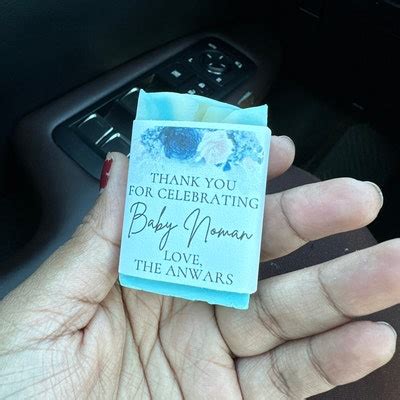 THANK YOU
FOR CELEBRATING
Baby Noman
LOVE,
THE ANWARS